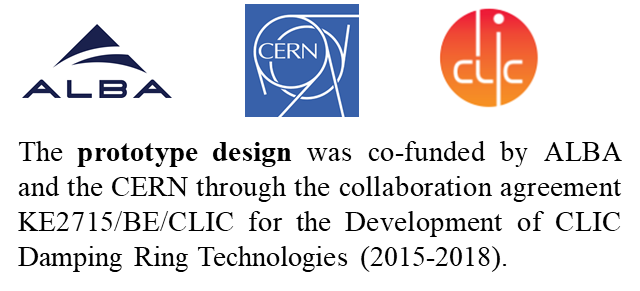 ALBA
CERN
clic
The prototype design was co-funded by ALBA
and the CERN through the collaboration agreement
KE2715/BE/CLIC for the Development of CLIC
Damping Ring Technologies (2015-2018).